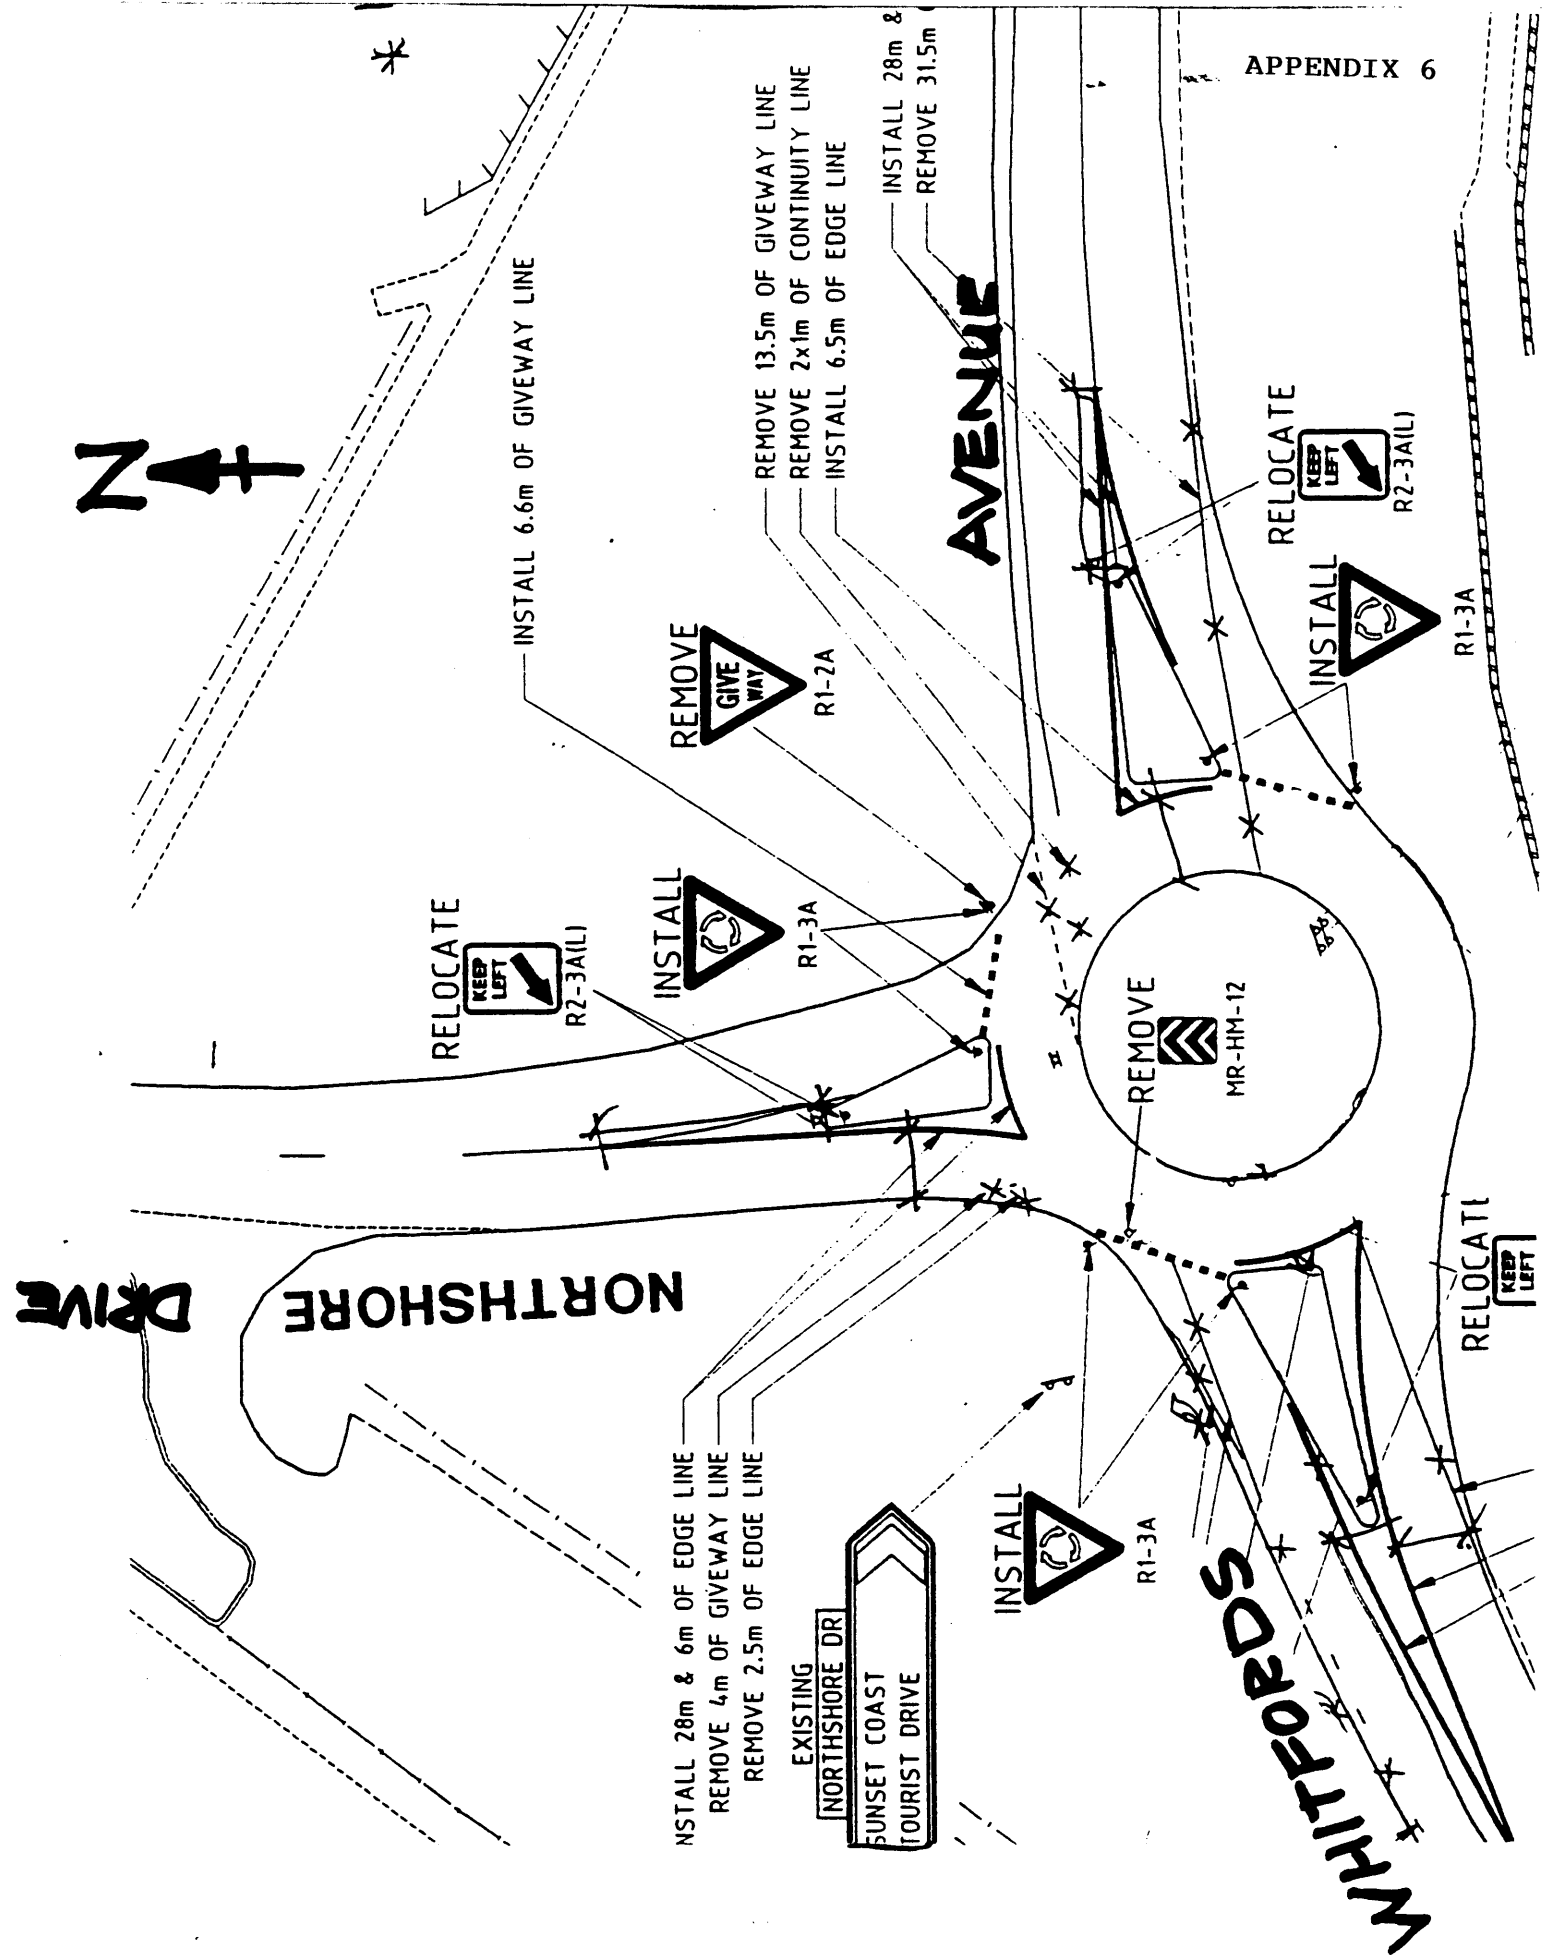 APPENDIX 6
N
INSTALL 28m &
REMOVE 31.5m
REMOVE 13.5m OF GIVEWAY LINE
REMOVE 2x1m OF CONTINUITY LINE
INSTALL 6.5m OF EDGE LINE
INSTALL 6.6m OF GIVEWAY LINE
AVENUE
RELOCATE
KEEP
LEFT
R2-3A(L)
INSTALL
R1-3A
REMOVE
GIVE
WAY
R1-2A
INSTALL
R1-3A
RELOCATE
KEEP
LEFT
R2-3A(L)
REMOVE
MR-HM-12
NORTHSHORE
DRIVE
RELOCATE
KEEP
LEFT
NSTALL 28m & 6m OF EDGE LINE
REMOVE 4m OF GIVEWAY LINE
REMOVE 2.5m OF EDGE LINE
INSTALL
R1-3A
EXISTING
NORTHSHORE DR
SUNSET COAST
TOURIST DRIVE
WHITFORDS